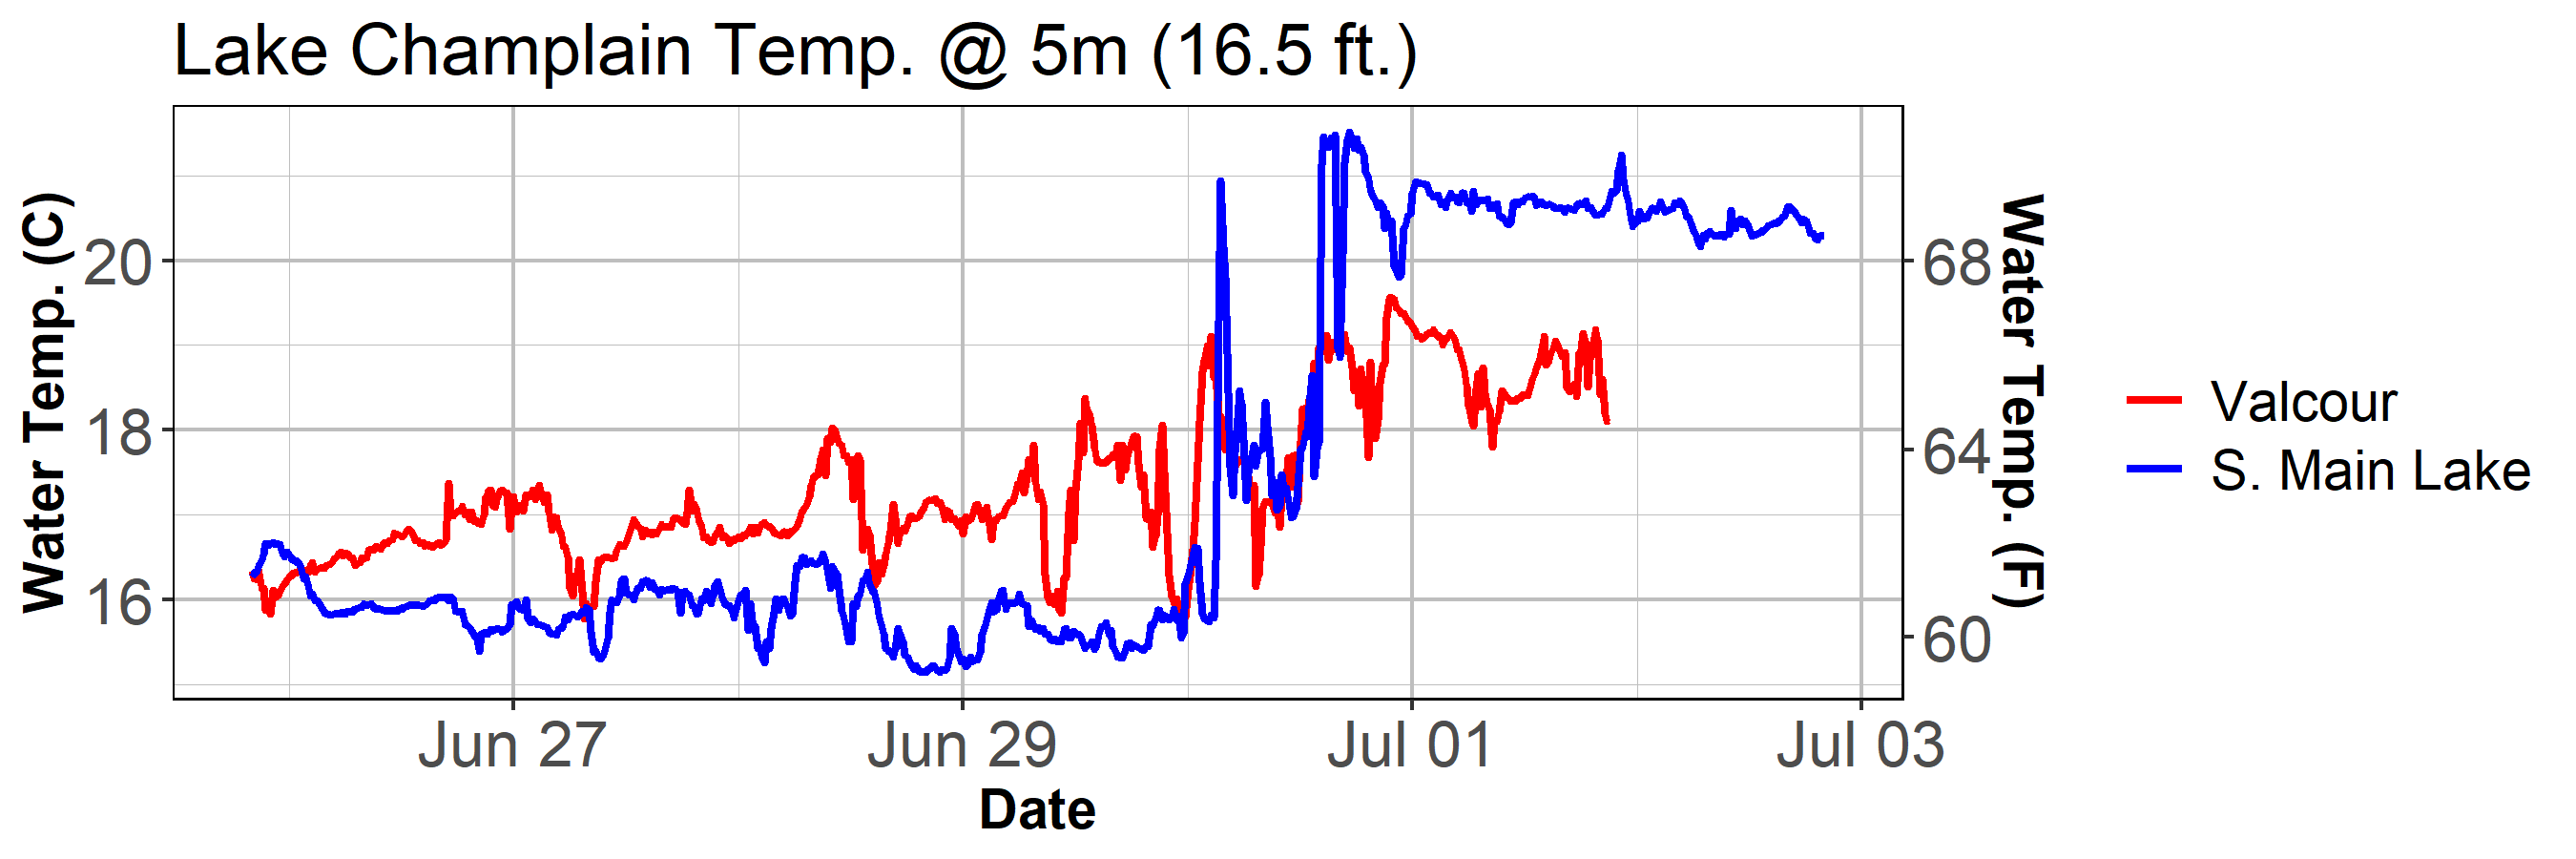 Lake Champlain Temp. @ 5m (16.5 ft.)
Water Temp. (C)
20
18
16
68
64
60
Water Temp. (F)
Valcour
S. Main Lake
Jun 27
Jun 29
Jul 01
Jul 03
Date